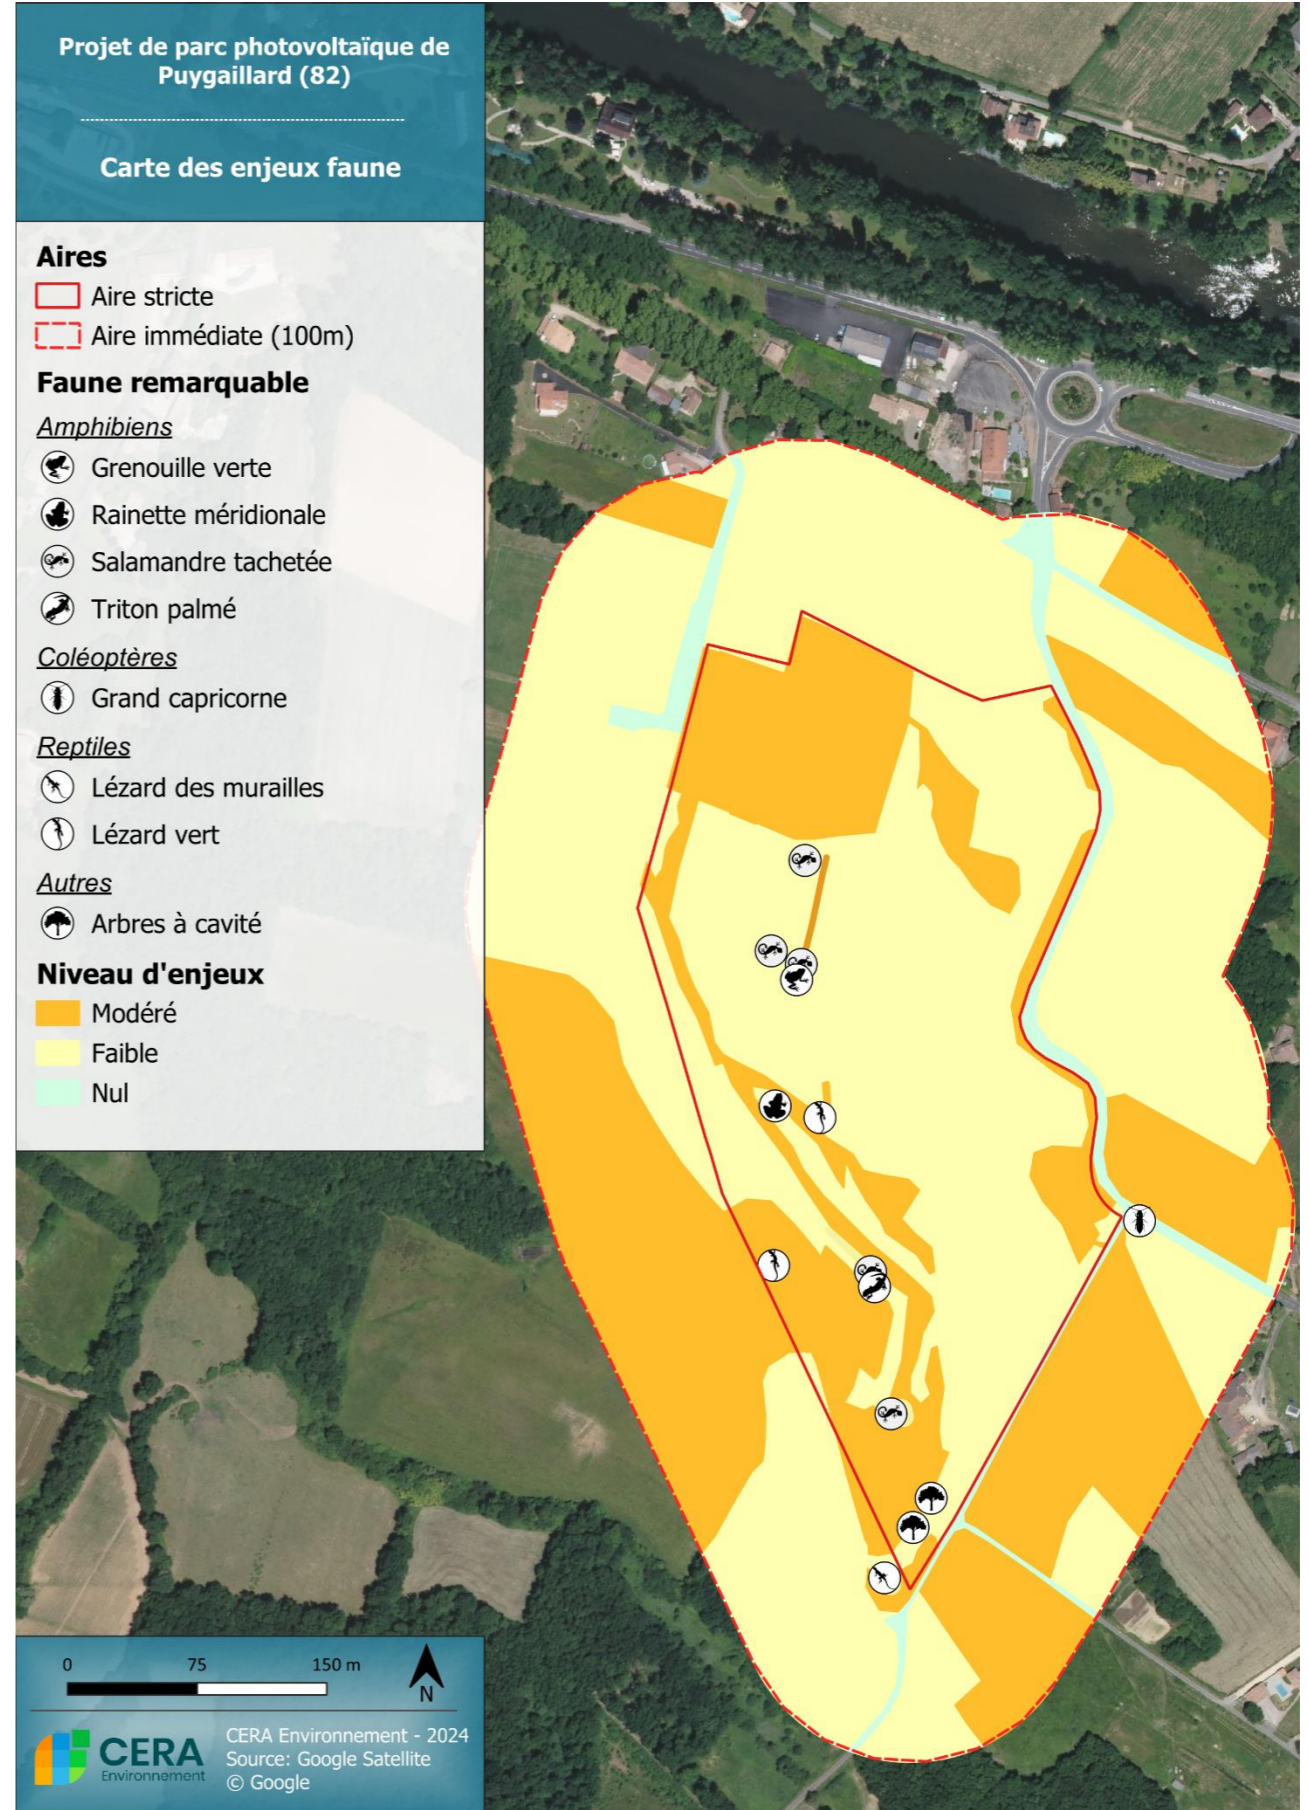 Projet de parc photovoltaïque de
Puygaillard (82)
Carte des enjeux faune
Aires
Aire stricte
Aire immédiate (100m)
Faune remarquable
Amphibiens
Grenouille verte
Rainette méridionale
Salamandre tachetée
Triton palmé
Coléoptères
Grand capricorne
Reptiles
Lézard des murailles
Lézard vert
Autres
Arbres à cavité
Niveau d'enjeux
Modéré
Faible
Nul
0 75 150 m
N
CERA
Environnement
CERA Environnement - 2024
Source: Google Satellite
© Google